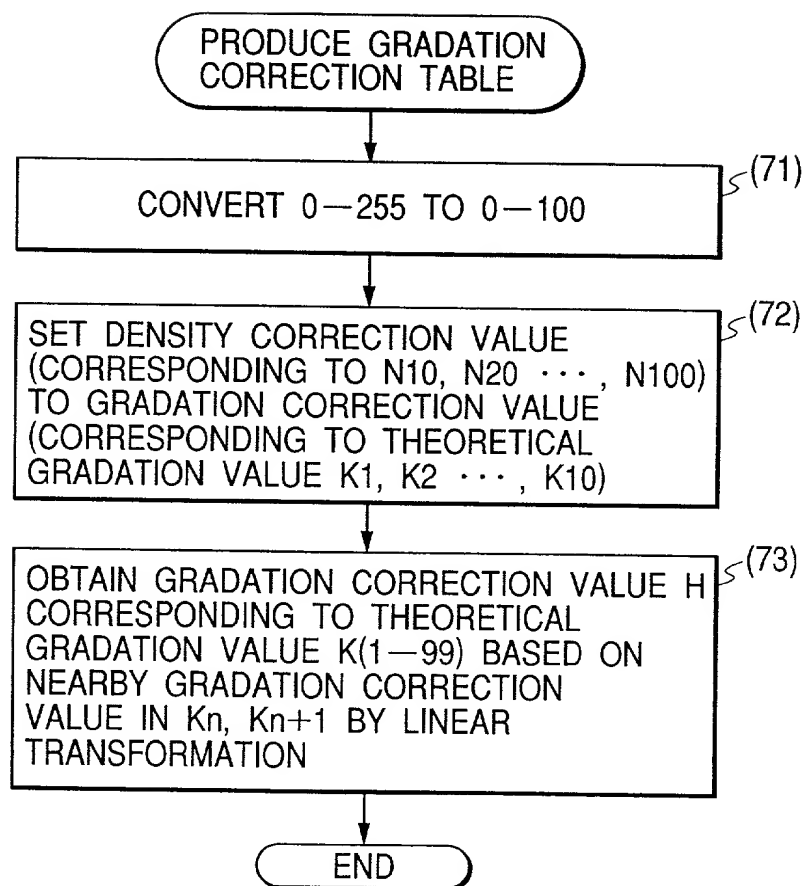 PRODUCE GRADATION
CORRECTION TABLE
(71)
CONVERT 0—255 TO 0—100
(72)
SET DENSITY CORRECTION VALUE
(CORRESPONDING TO N10, N20 ···, N100)
TO GRADATION CORRECTION VALUE
(CORRESPONDING TO THEORETICAL
GRADATION VALUE K1, K2 ···, K10)
(73)
OBTAIN GRADATION CORRECTION VALUE H
CORRESPONDING TO THEORETICAL
GRADATION VALUE K(1—99) BASED ON
NEARBY GRADATION CORRECTION
VALUE IN Kn, Kn+1 BY LINEAR
TRANSFORMATION
END